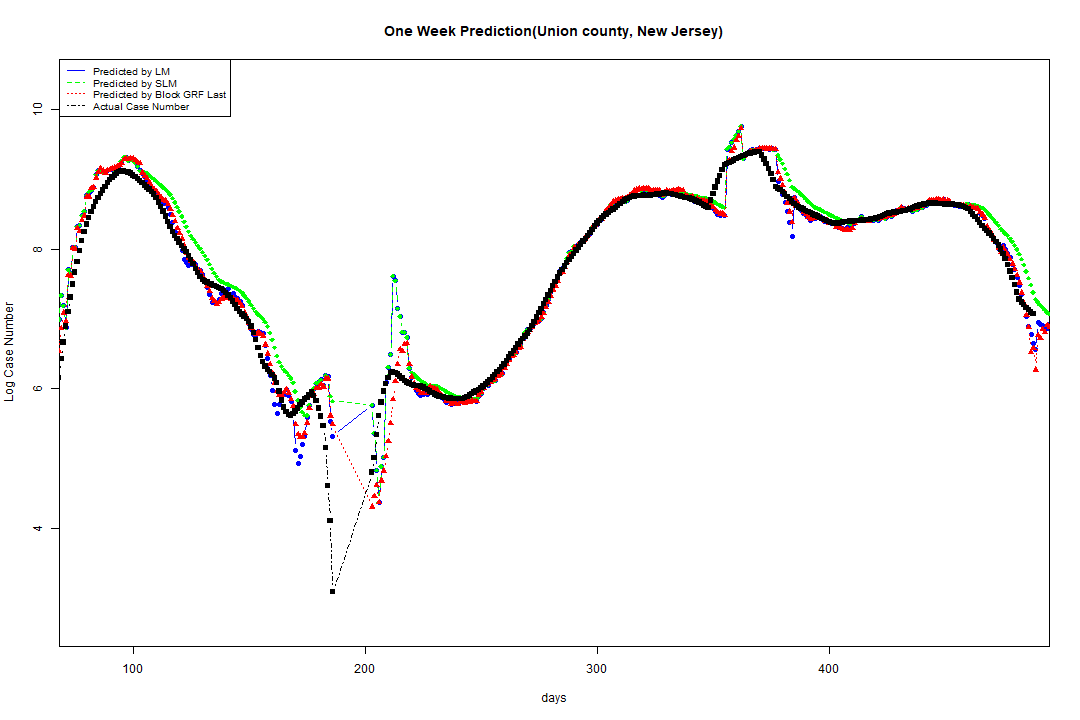 One Week Prediction(Union county, New Jersey)
Predicted by LM
Predicted by SLM
Predicted by Block GRF Last
Actual Case Number
10
8
6
4
Log Case Number
100 200 300 400
days